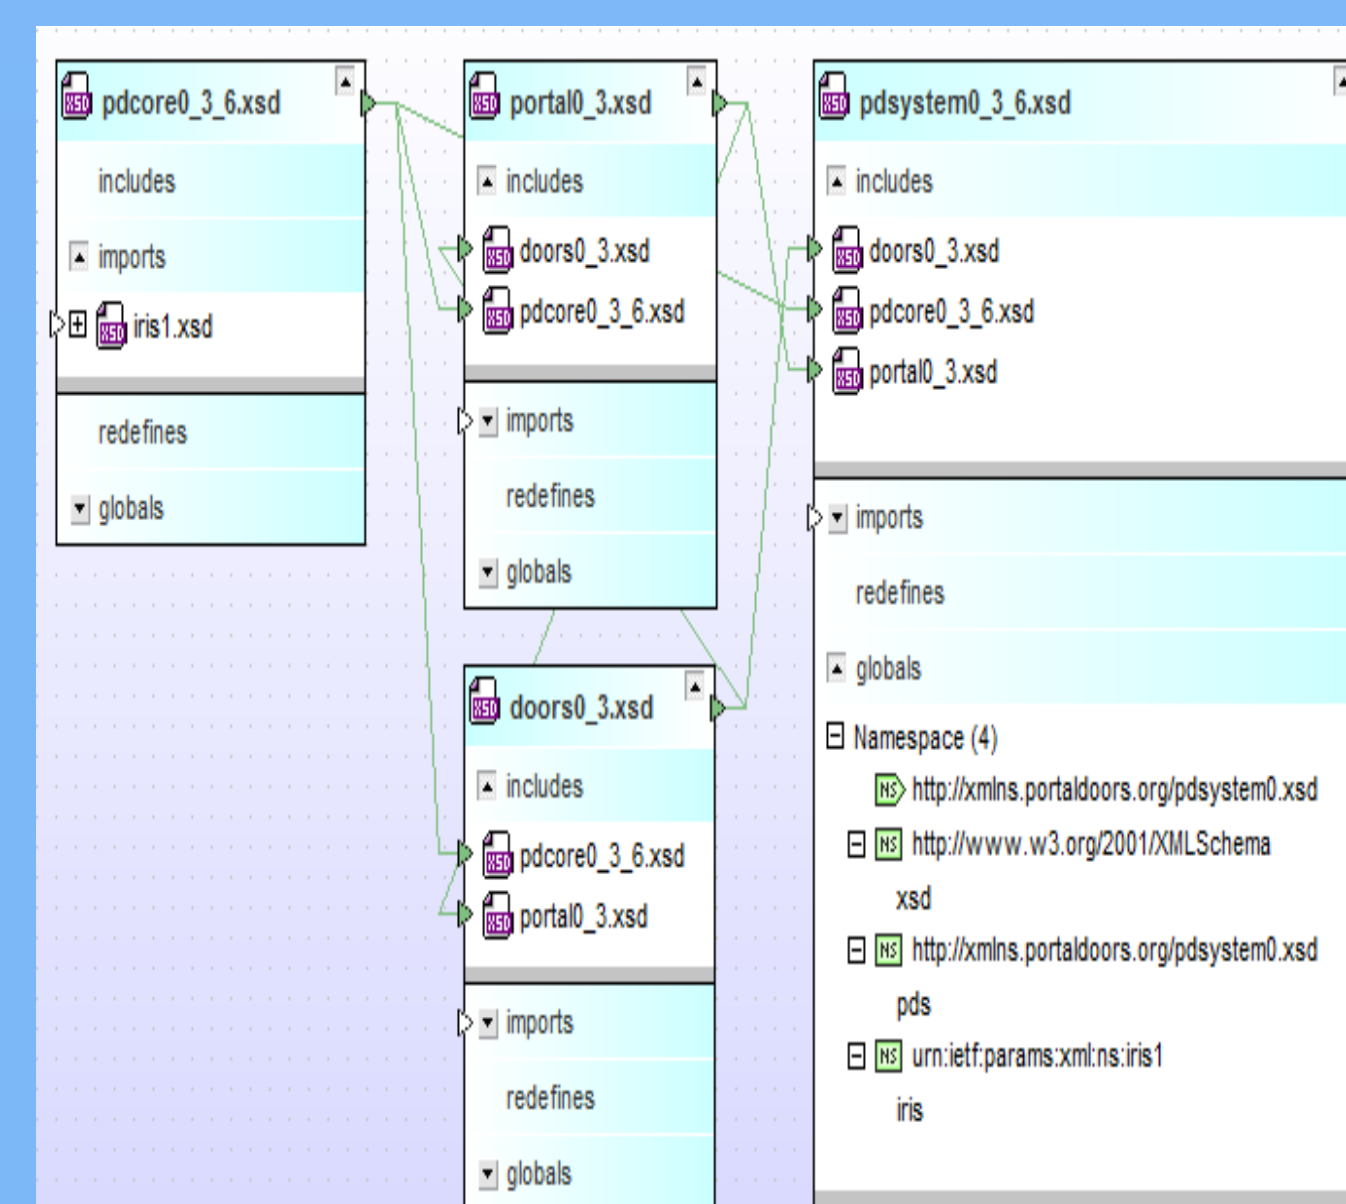 pdcore0_3_6.xsd
includes
imports
iris1.xsd
redefines
globals
portal0_3.xsd
includes
doors0_3.xsd
pdcore0_3_6.xsd
imports
redefines
globals
doors0_3.xsd
includes
pdcore0_3_6.xsd
portal0_3.xsd
imports
redefines
globals
pdsystem0_3_6.xsd
includes
doors0_3.xsd
pdcore0_3_6.xsd
portal0_3.xsd
imports
redefines
globals
Namespace (4)
http://xmlns.portaldoors.org/pdsystem0.xsd
http://www.w3.org/2001/XMLSchema
xsd
http://xmlns.portaldoors.org/pdsystem0.xsd
pds
urn:ietf:params:xml:ns:iris1
iris